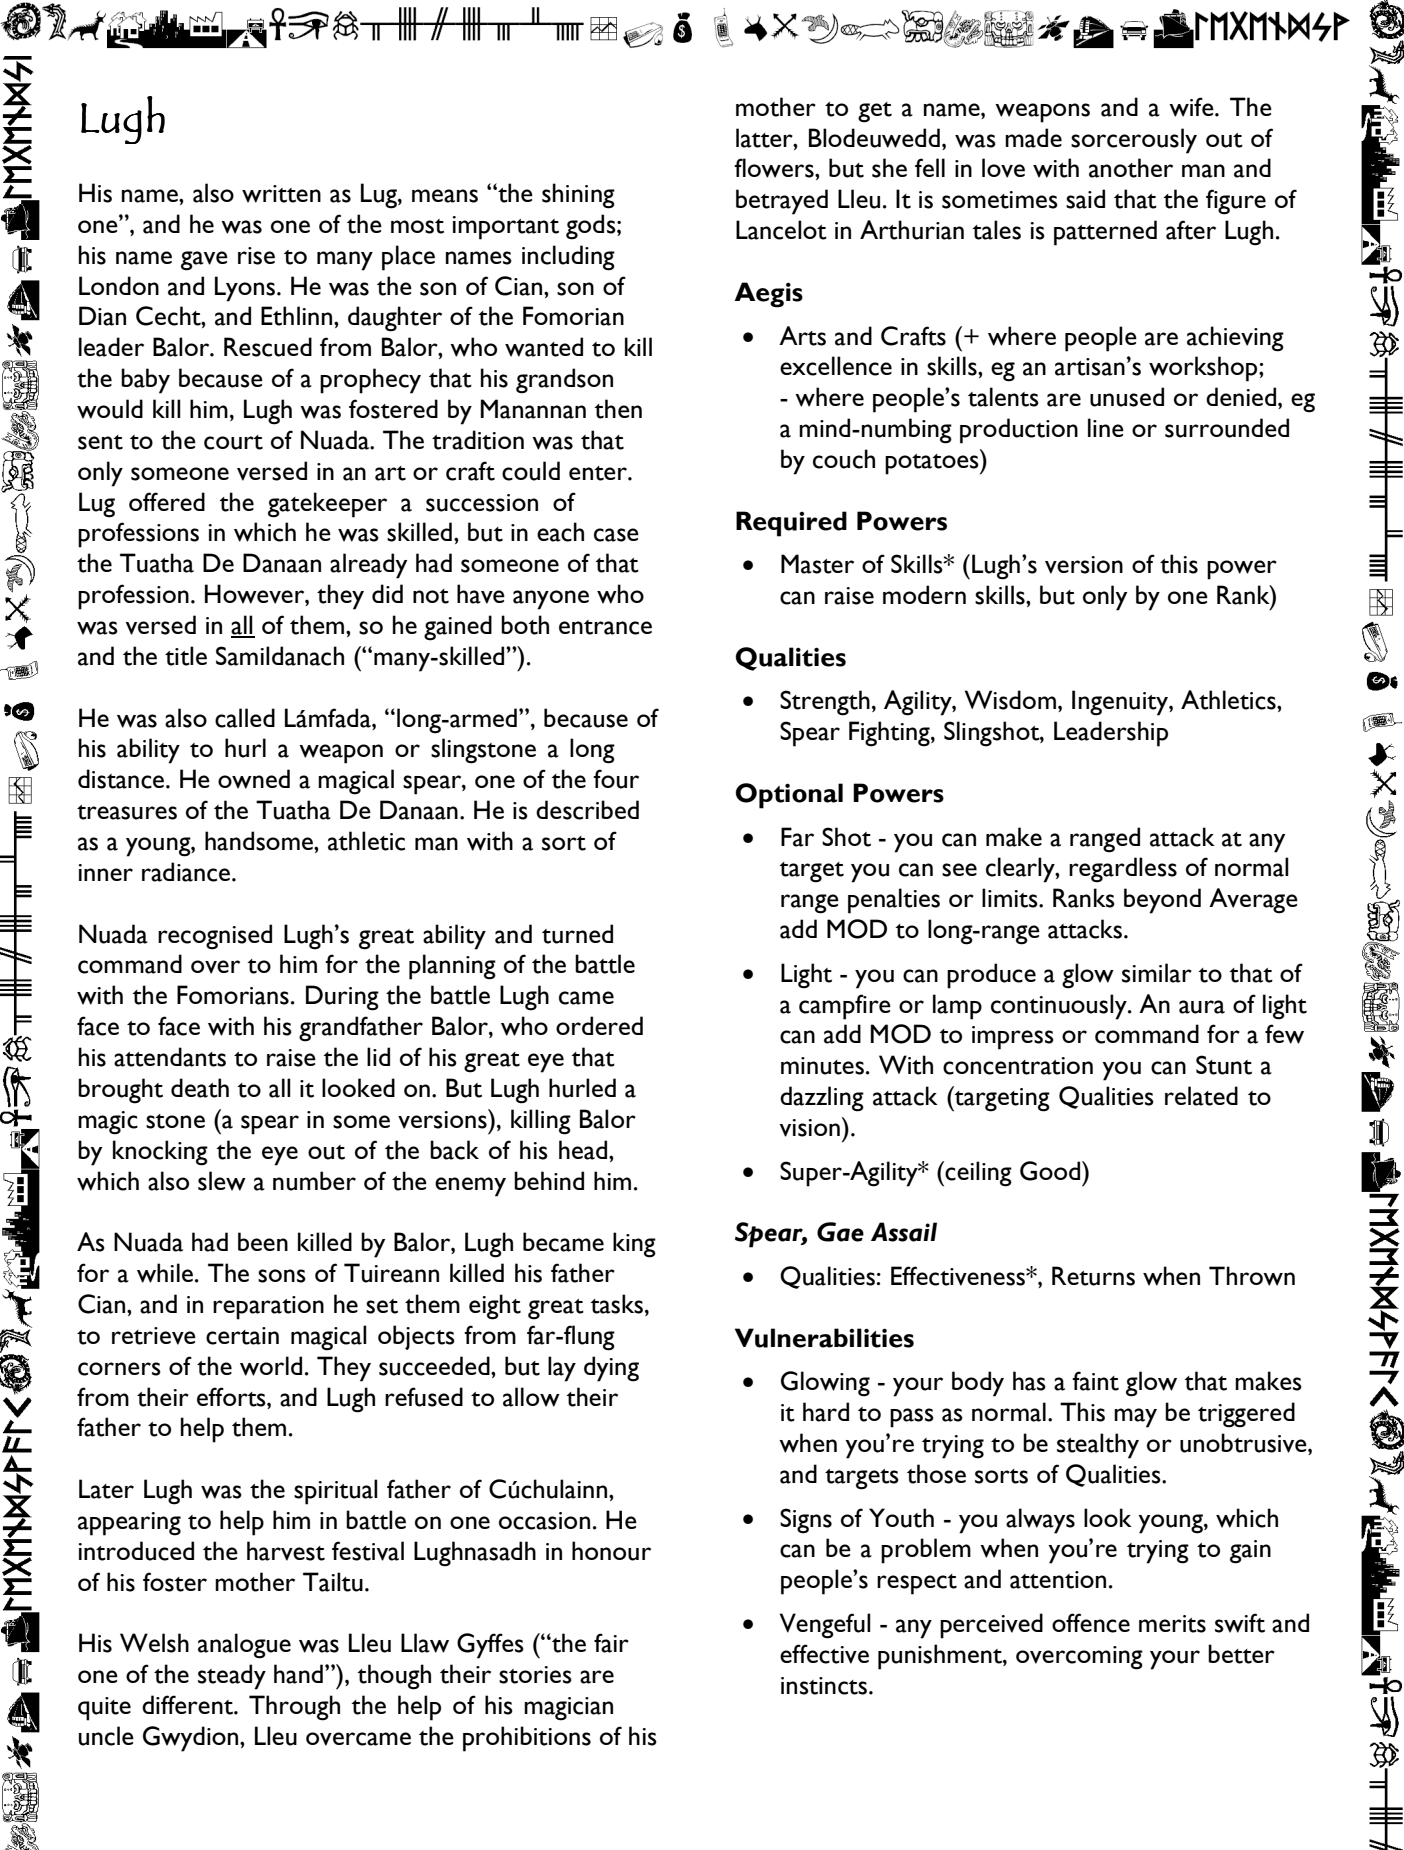 Lugh
His name, also written as Lug, means “the shining
one”, and he was one of the most important gods;
his name gave rise to many place names including
London and Lyons. He was the son of Cian, son of
Dian Cecht, and Ethlinn, daughter of the Fomorian
leader Balor. Rescued from Balor, who wanted to kill
the baby because of a prophecy that his grandson
would kill him, Lugh was fostered by Manannan then
sent to the court of Nuada. The tradition was that
only someone versed in an art or craft could enter.
Lug offered the gatekeeper a succession of
professions in which he was skilled, but in each case
the Tuatha De Danaan already had someone of that
profession. However, they did not have anyone who
was versed in all of them, so he gained both entrance
and the title Samildanach (“many-skilled”).
He was also called Lámfada, “long-armed”, because of
his ability to hurl a weapon or slingstone a long
distance. He owned a magical spear, one of the four
treasures of the Tuatha De Danaan. He is described
as a young, handsome, athletic man with a sort of
inner radiance.
Nuada recognised Lugh’s great ability and turned
command over to him for the planning of the battle
with the Fomorians. During the battle Lugh came
face to face with his grandfather Balor, who ordered
his attendants to raise the lid of his great eye that
brought death to all it looked on. But Lugh hurled a
magic stone (a spear in some versions), killing Balor
by knocking the eye out of the back of his head,
which also slew a number of the enemy behind him.
As Nuada had been killed by Balor, Lugh became king
for a while. The sons of Tuireann killed his father
Cian, and in reparation he set them eight great tasks,
to retrieve certain magical objects from far-flung
corners of the world. They succeeded, but lay dying
from their efforts, and Lugh refused to allow their
father to help them.
Later Lugh was the spiritual father of Cúchulainn,
appearing to help him in battle on one occasion. He
introduced the harvest festival Lughnasadh in honour
of his foster mother Tailtu.
His Welsh analogue was Lleu Llaw Gyffes (“the fair
one of the steady hand”), though their stories are
quite different. Through the help of his magician
uncle Gwydion, Lleu overcame the prohibitions of his
mother to get a name, weapons and a wife. The
latter, Blodeuwedd, was made sorcerously out of
flowers, but she fell in love with another man and
betrayed Lleu. It is sometimes said that the figure of
Lancelot in Arthurian tales is patterned after Lugh.
Aegis
• Arts and Crafts (+ where people are achieving
excellence in skills, eg an artisan’s workshop;
- where people’s talents are unused or denied, eg
a mind-numbing production line or surrounded
by couch potatoes)
Required Powers
• Master of Skills* (Lugh’s version of this power
can raise modern skills, but only by one Rank)
Qualities
• Strength, Agility, Wisdom, Ingenuity, Athletics,
Spear Fighting, Slingshot, Leadership
Optional Powers
• Far Shot - you can make a ranged attack at any
target you can see clearly, regardless of normal
range penalties or limits. Ranks beyond Average
add MOD to long-range attacks.
• Light - you can produce a glow similar to that of
a campfire or lamp continuously. An aura of light
can add MOD to impress or command for a few
minutes. With concentration you can Stunt a
dazzling attack (targeting Qualities related to
vision).
• Super-Agility* (ceiling Good)
Spear, Gae Assail
• Qualities: Effectiveness*, Returns when Thrown
Vulnerabilities
• Glowing - your body has a faint glow that makes
it hard to pass as normal. This may be triggered
when you’re trying to be stealthy or unobtrusive,
and targets those sorts of Qualities.
• Signs of Youth - you always look young, which
can be a problem when you’re trying to gain
people’s respect and attention.
• Vengeful - any perceived offence merits swift and
effective punishment, overcoming your better
instincts.